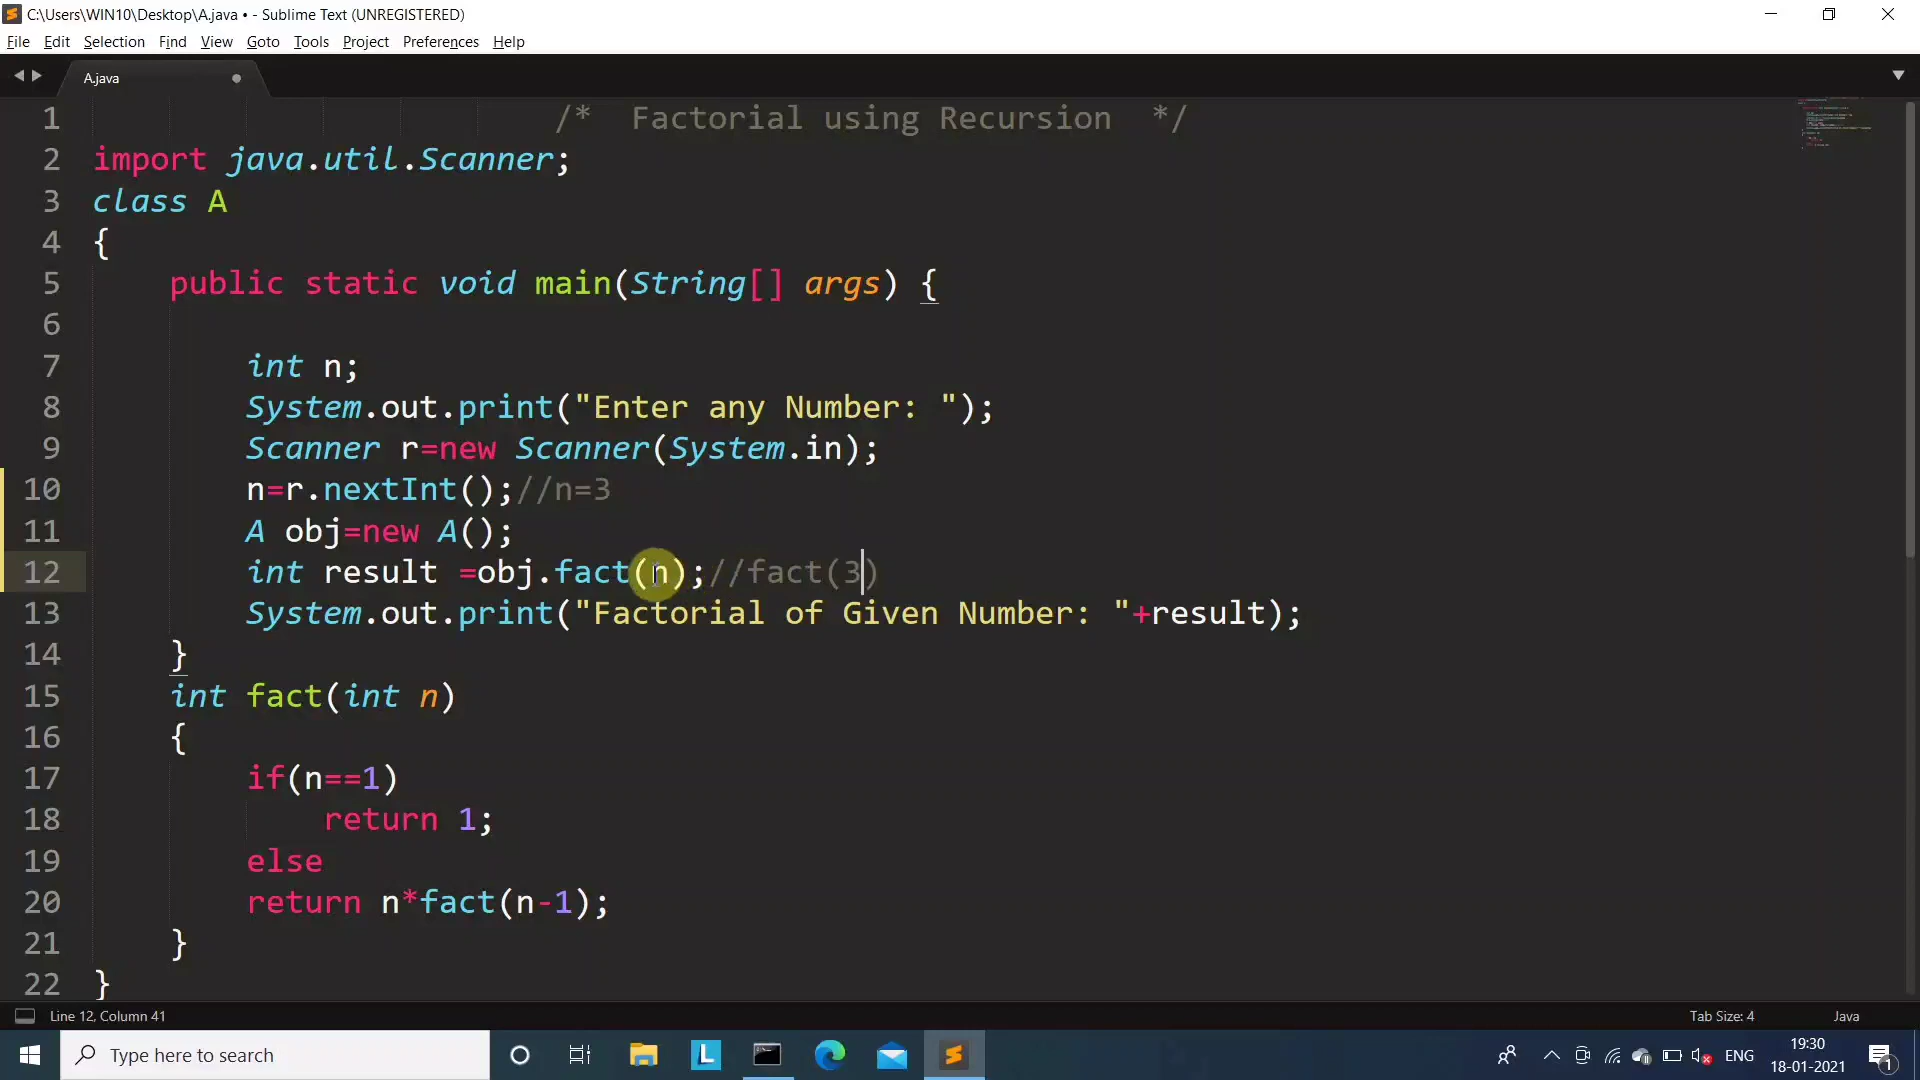 C:\Users\WIN10\Desktop\A.java • - Sublime Text (UNREGISTERED)
File Edit Selection Find View Goto Tools Project Preferences Help
A.java
1 /* Factorial using Recursion */
2 import java.util.Scanner;
3 class A
4 {
5 public static void main(String[] args) {
6
7 int n;
8 System.out.print("Enter any Number: ");
9 Scanner r=new Scanner(System.in);
10 n=r.nextInt();//n=3
11 A obj=new A();
12 int result =obj.fact(n);//fact(3)
13 System.out.print("Factorial of Given Number: "+result);
14 }
15 int fact(int n)
16 {
17 if(n==1)
18 return 1;
19 else
20 return n*fact(n-1);
21 }
22 }
Line 12, Column 41 Tab Size: 4 Java
Type here to search
L
ENG
19:30
18-01-2021
1